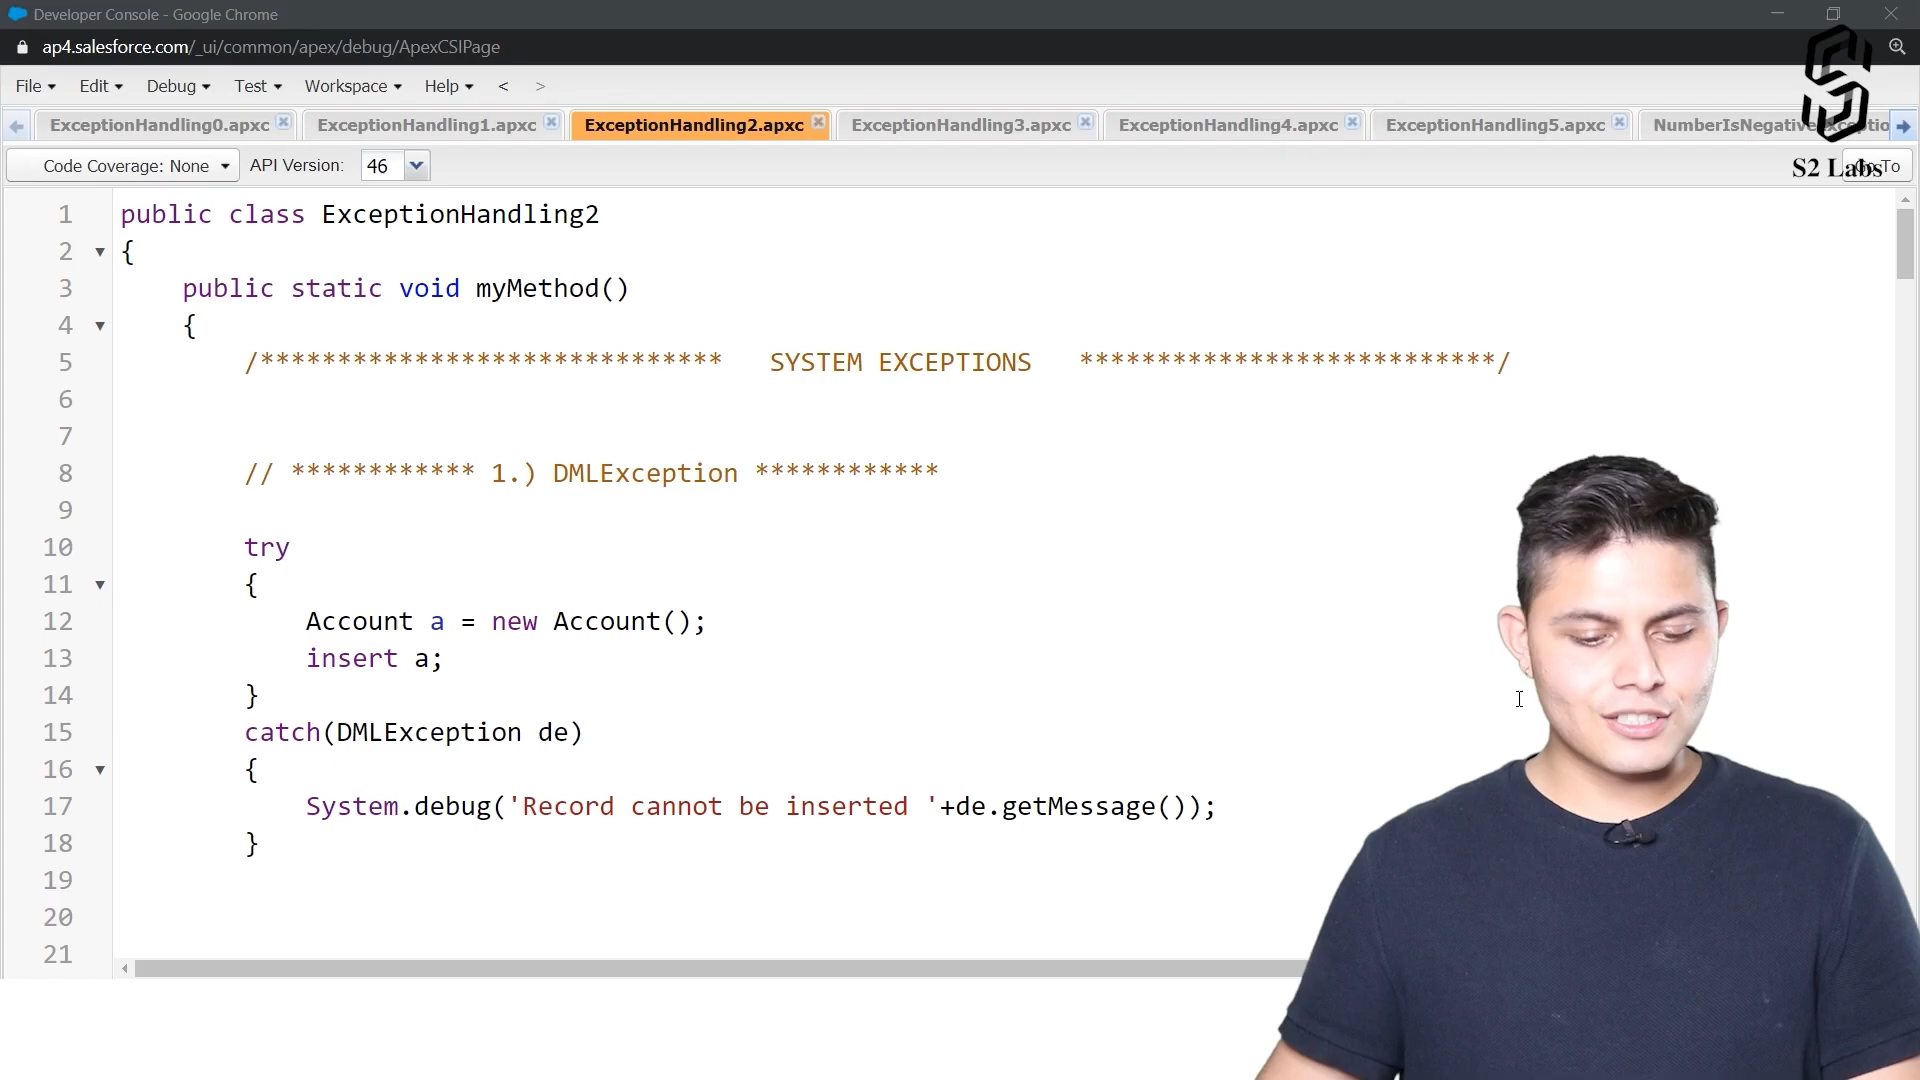 Developer Console - Google Chrome
ap4.salesforce.com/_ui/common/apex/debug/ApexCSIPage
File Edit Debug Test Workspace Help < >
ExceptionHandling0.apxc ExceptionHandling1.apxc ExceptionHandling2.apxc ExceptionHandling3.apxc ExceptionHandling4.apxc ExceptionHandling5.apxc NumberIsNegative
Code Coverage: None API Version: 46 S2 Labs To
1 public class ExceptionHandling2
2 {
3 public static void myMethod()
4 {
5 /****************************** SYSTEM EXCEPTIONS ***************************/
6
7
8 // ************ 1.) DMLException ************
9
10 try
11 {
12 Account a = new Account();
13 insert a;
14 }
15 catch(DMLException de)
16 {
17 System.debug('Record cannot be inserted '+de.getMessage());
18 }
19
20
21